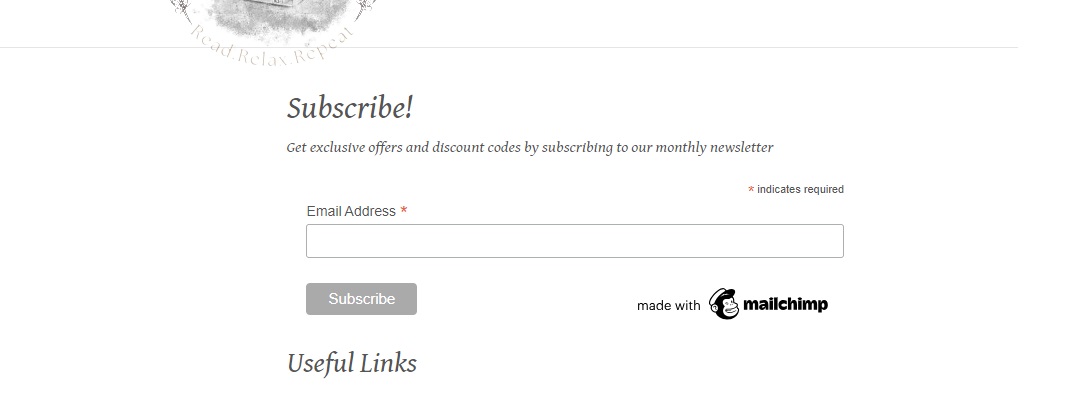 Read.Relax.Repeat
Subscribe!
Get exclusive offers and discount codes by subscribing to our monthly newsletter
* indicates required
Email Address *
Subscribe
made with mailchimp
Useful Links